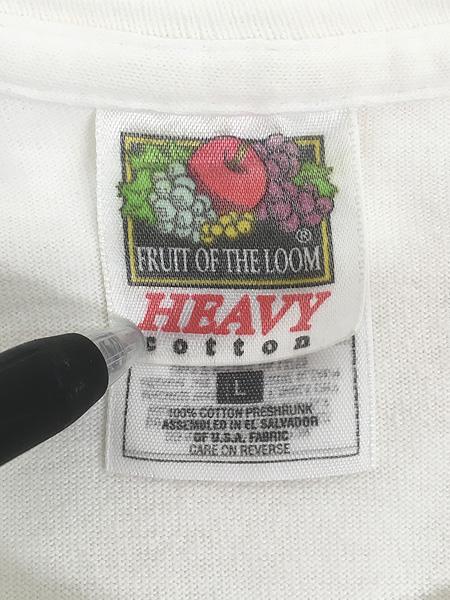 ®
FRUIT OF THE LOOM
HEAVY
cotton
L
100% COTTON PRESHRUNK
ASSEMBLED IN EL SALVADOR
OF U.S.A. FABRIC
CARE ON REVERSE